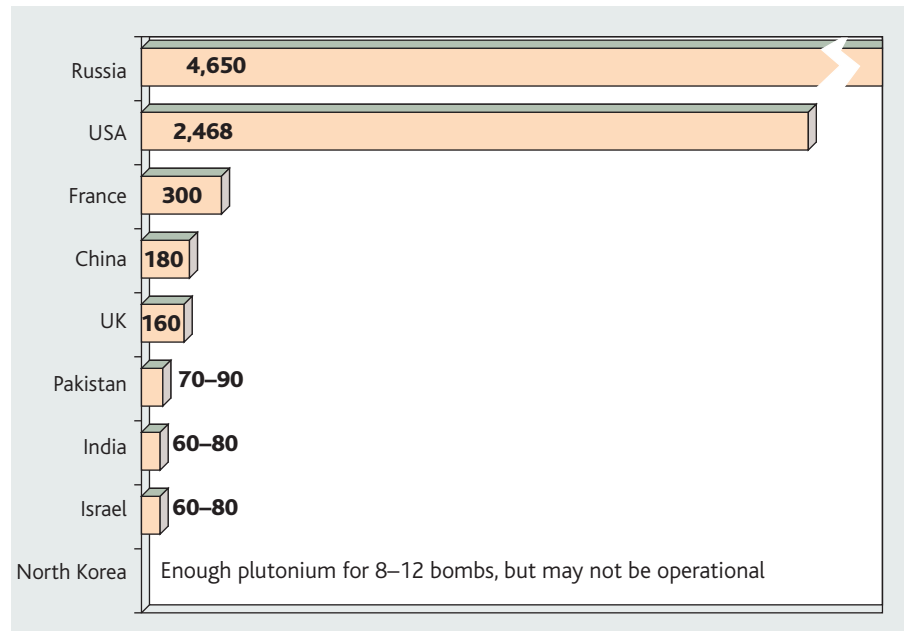 Russia 4,650
USA 2,468
France 300
China 180
UK 160
Pakistan 70–90
India 60–80
Israel 60–80
North Korea Enough plutonium for 8–12 bombs, but may not be operational